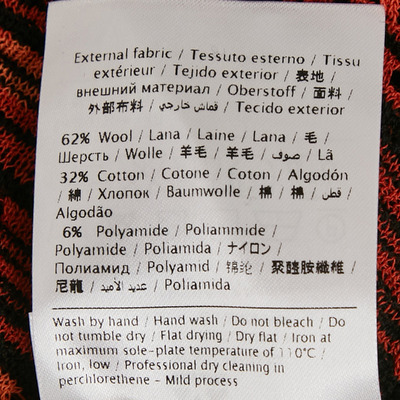 External fabric / Tessuto esterno / Tissu
extérieur / Tejido exterior / 表地 /
внешний материал / Oberstoff / 面料 /
外部布料 / قماش خارجي / Tecido exterior
62% Wool / Lana / Laine / Lana / 毛 /
Шерсть / Wolle / 羊毛 / 羊毛 / صوف / Lã
32% Cotton / Cotone / Coton / Algodón
/ 綿 / Хлопок / Baumwolle / 棉 / 棉 / قطن /
Algodão
6% Polyamide / Poliammide /
Polyamide / Poliamida / ナイロン /
Полиамид / Polyamid / 锦纶 / 聚醯胺纖維 /
尼龍 / عديد الأميد / Poliamida
Wash by hand / Hand wash / Do not bleach / Do
not tumble dry / Flat drying / Dry flat / Iron at
maximum sole-plate temperature of 110°C /
Iron, low / Professional dry cleaning in
perchlorethene - Mild process